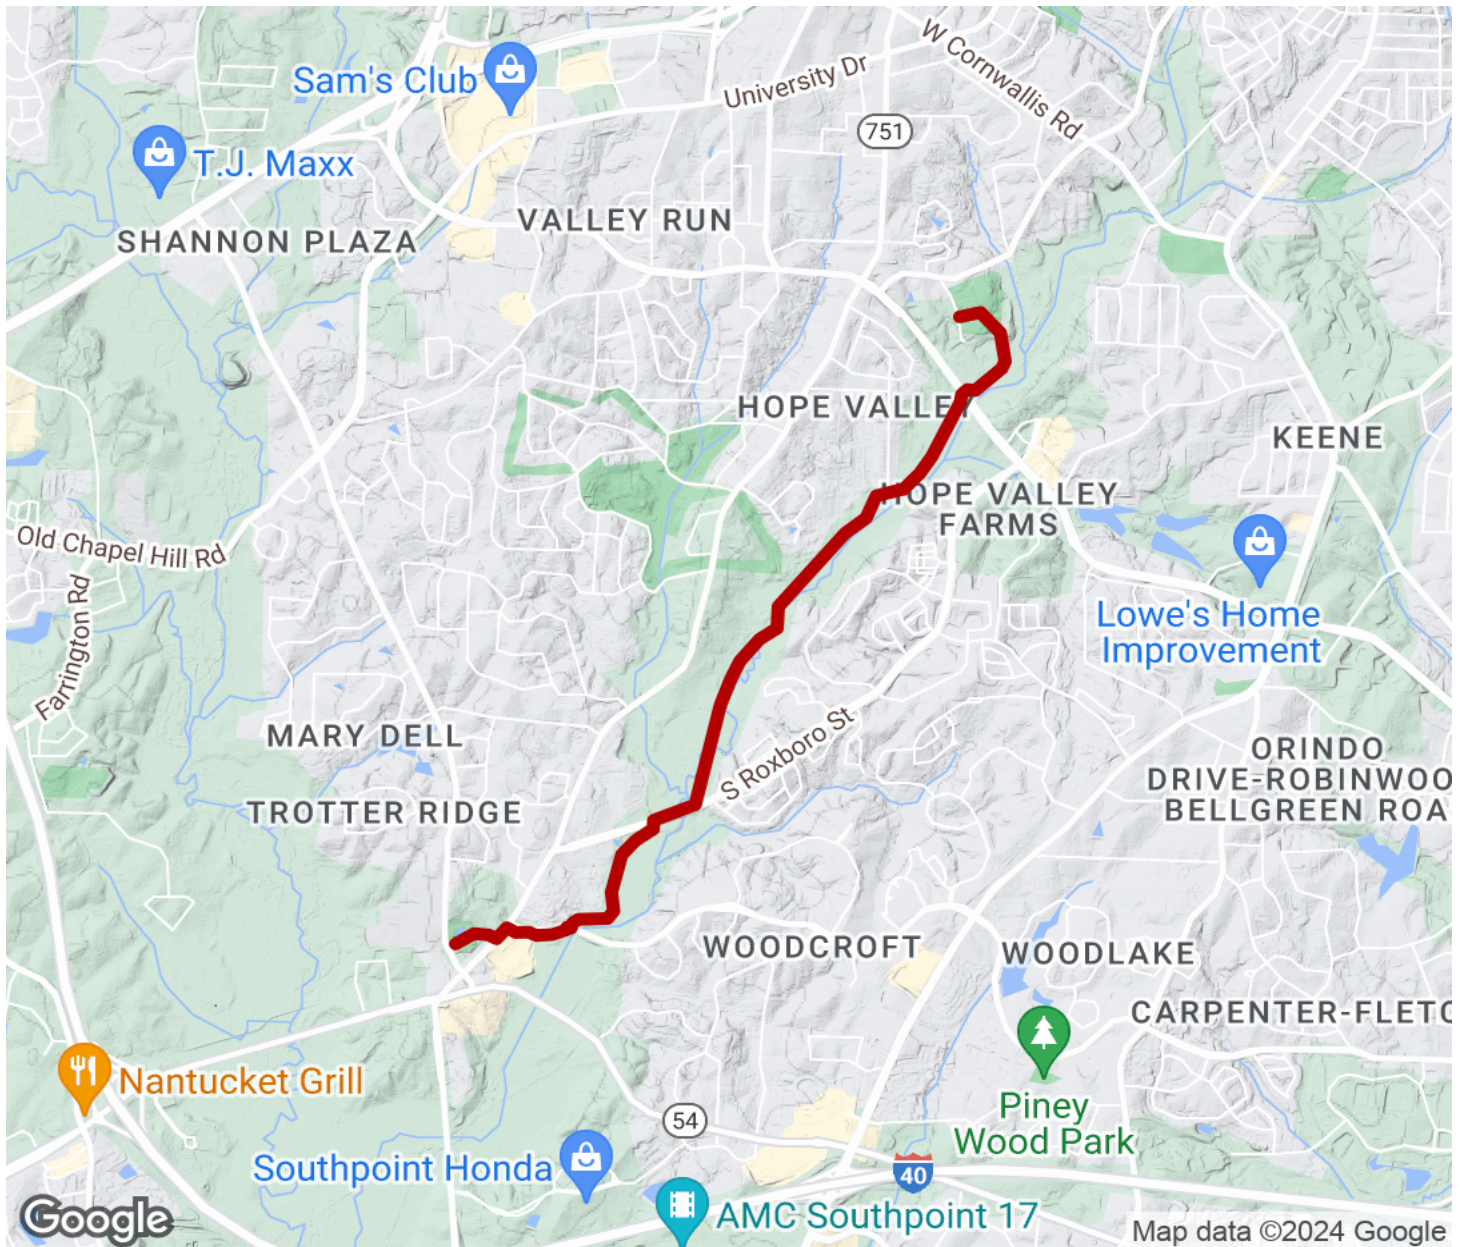 W Cornwallis Rd
Sam's Club
University Dr
751
T.J. Maxx
VALLEY RUN
SHANNON PLAZA
HOPE VALLEY
KEENE
HOPE VALLEY
FARMS
Old Chapel Hill Rd
Farrington Rd
Lowe's Home
Improvement
MARY DELL
S Roxboro St
ORINDO
DRIVE-ROBINWOO
BELLGREEN ROA
TROTTER RIDGE
WOODCROFT
WOODLAKE
CARPENTER-FLETC
Nantucket Grill
Piney
Wood Park
54
Southpoint Honda
40
AMC Southpoint 17
Google
Map data ©2024 Google